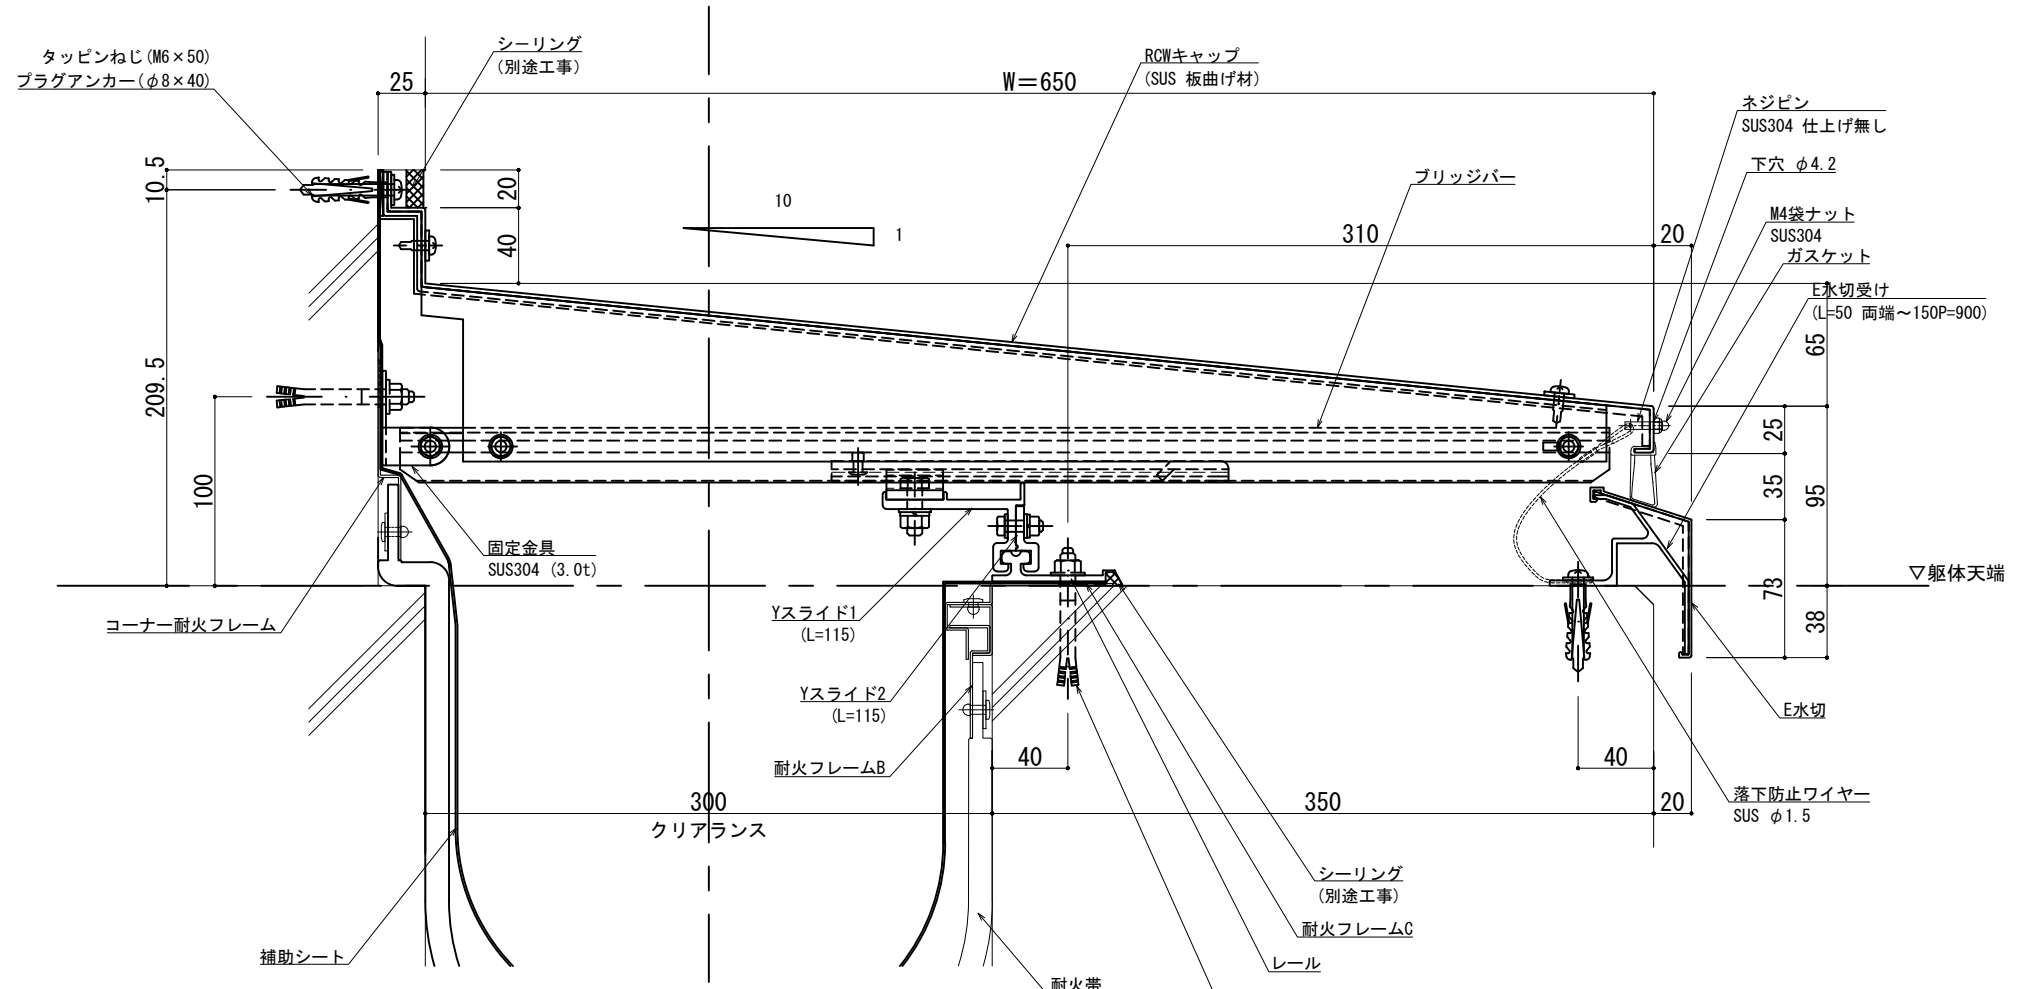 タッピンねじ(M6×50)
プラグアンカー(φ8×40)
シーリング
(別途工事)
25
W=650
RCWキャップ
(SUS 板曲げ材)
ネジピン
SUS304 仕上げ無し
下穴 φ4.2
ブリッジバー
M4袋ナット
SUS304
ガスケット
E水切受け
(L=50 両端～150P=900)
10.5
20
40
10
1
310
20
65
209.5
100
25
35
95
73
38
固定金具
SUS304 (3.0t)
▽躯体天端
コーナー耐火フレーム
Yスライド1
(L=115)
Yスライド2
(L=115)
E水切
耐火フレームB
40
40
300
クリアランス
350
20
落下防止ワイヤー
SUS φ1.5
シーリング
(別途工事)
耐火フレームC
レール
補助シート
耐火帯